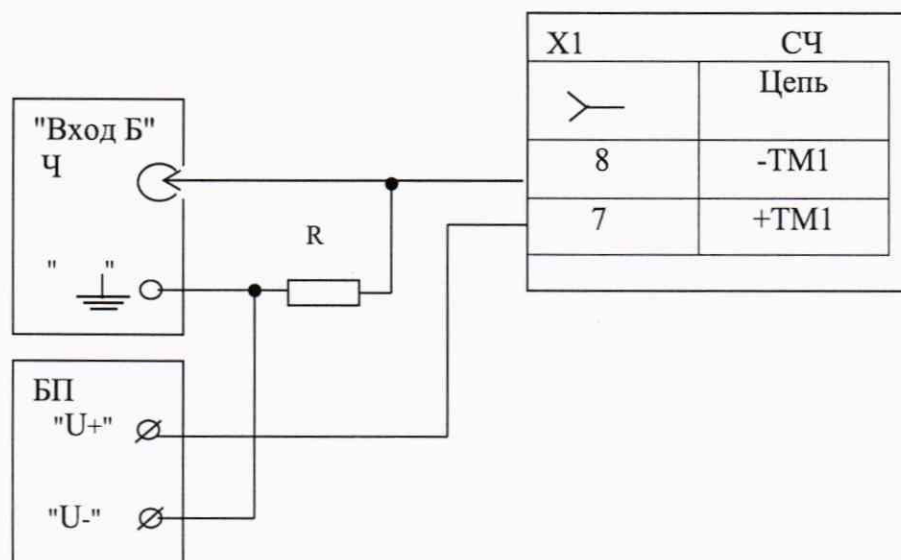 "Вход Б"
Ч
" "
БП
"U+"
"U-"
R
X1 СЧ
Цепь
8 -ТМ1
7 +ТМ1